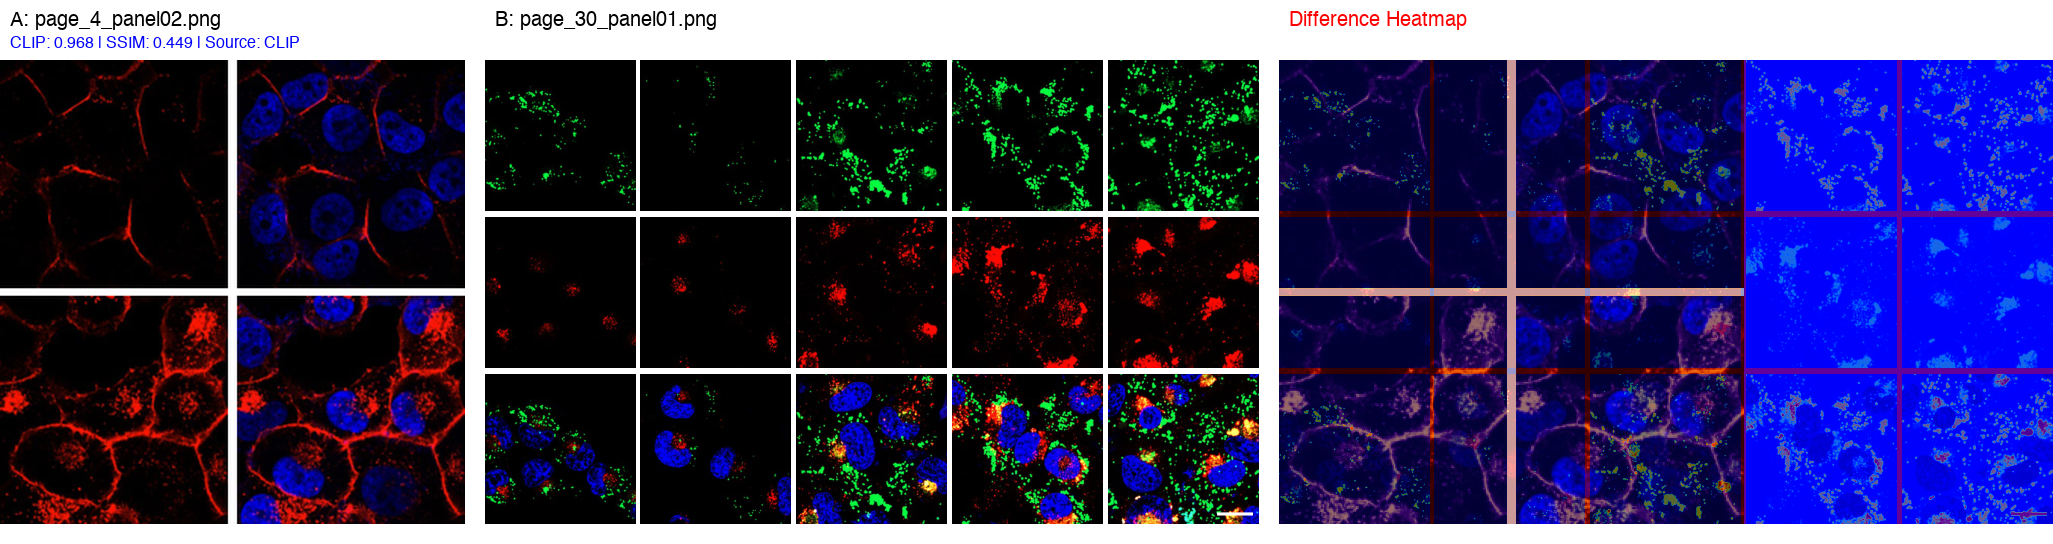 A: page_4_panel02.png
CLIP: 0.968 | SSIM: 0.449 | Source: CLIP
B: page_30_panel01.png
Difference Heatmap